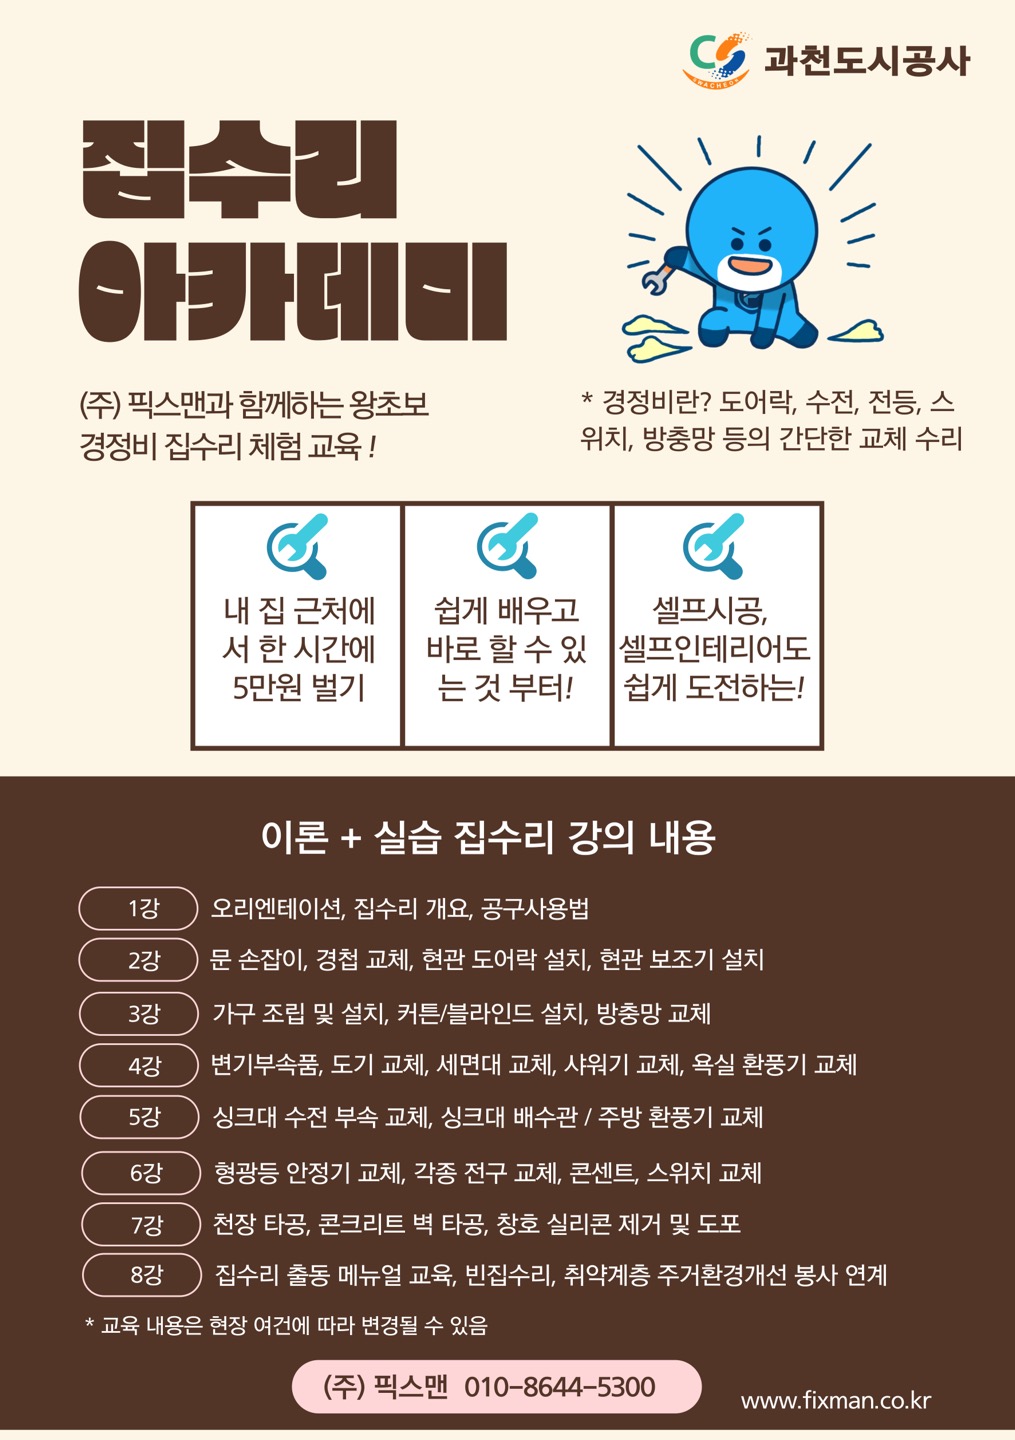 과천도시공사
GWACHEON
집수리
아카데미
(주) 픽스맨과 함께하는 왕초보
경정비 집수리 체험 교육 !
* 경정비란? 도어락, 수전, 전등, 스
위치, 방충망 등의 간단한 교체 수리
내 집 근처에
서 한 시간에
5만원 벌기
쉽게 배우고
바로 할 수 있
는 것 부터!
셀프시공,
셀프인테리어도
쉽게 도전하는!
이론 + 실습 집수리 강의 내용
1강 오리엔테이션, 집수리 개요, 공구사용법
2강 문 손잡이, 경첩 교체, 현관 도어락 설치, 현관 보조기 설치
3강 가구 조립 및 설치, 커튼/블라인드 설치, 방충망 교체
4강 변기부속품, 도기 교체, 세면대 교체, 샤워기 교체, 욕실 환풍기 교체
5강 싱크대 수전 부속 교체, 싱크대 배수관 / 주방 환풍기 교체
6강 형광등 안정기 교체, 각종 전구 교체, 콘센트, 스위치 교체
7강 천장 타공, 콘크리트 벽 타공, 창호 실리콘 제거 및 도포
8강 집수리 출동 메뉴얼 교육, 빈집수리, 취약계층 주거환경개선 봉사 연계
* 교육 내용은 현장 여건에 따라 변경될 수 있음
(주) 픽스맨 010-8644-5300
www.fixman.co.kr